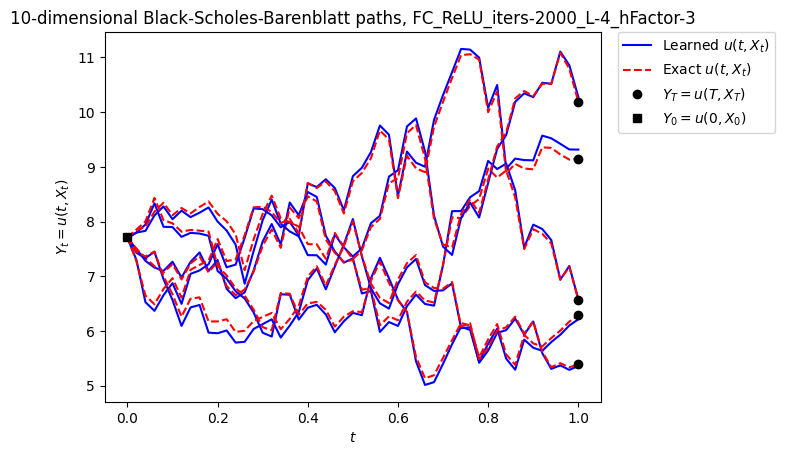 10-dimensional Black-Scholes-Barenblatt paths, FC_ReLU_iters-2000_L-4_hFactor-3
Learned u(t, X_t)
Exact u(t, X_t)
Y_T = u(T, X_T)
Y_0 = u(0, X_0)
Y_t = u(t, X_t)
11
10
9
8
7
6
5
0.0 0.2 0.4 0.6 0.8 1.0
t